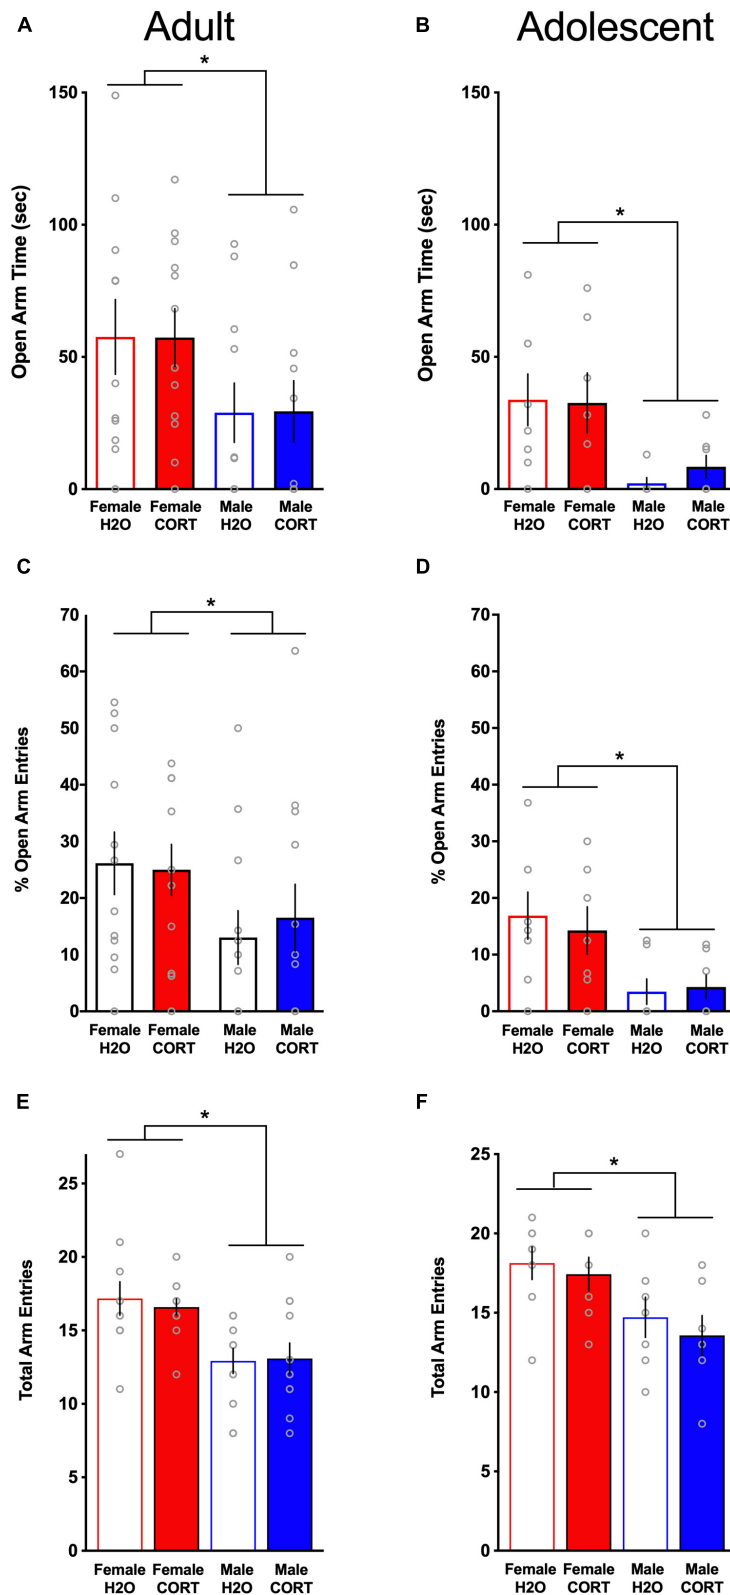 A Adult B Adolescent
*
150
100
50
0
Open Arm Time (sec)
Female Female Male Male
H2O CORT H2O CORT
*
150
100
50
0
Open Arm Time (sec)
Female Female Male Male
H2O CORT H2O CORT
C
*
70
60
50
40
30
20
10
0
% Open Arm Entries
Female Female Male Male
H2O CORT H2O CORT
D
*
70
60
50
40
30
20
10
0
% Open Arm Entries
Female Female Male Male
H2O CORT H2O CORT
E
*
25
20
15
10
5
0
Total Arm Entries
Female Female Male Male
H2O CORT H2O CORT
F
*
25
20
15
10
5
0
Total Arm Entries
Female Female Male Male
H2O CORT H2O CORT